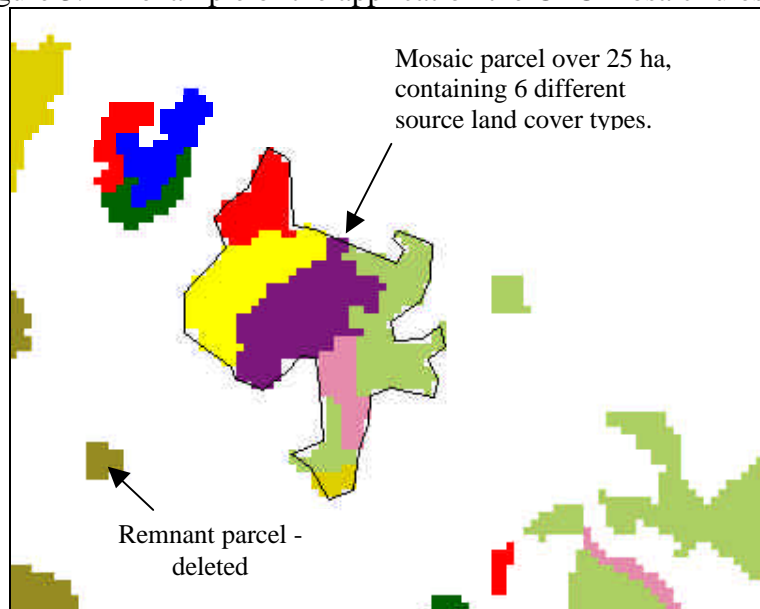 Mosaic parcel over 25 ha,
containing 6 different
source land cover types.
Remnant parcel -
deleted